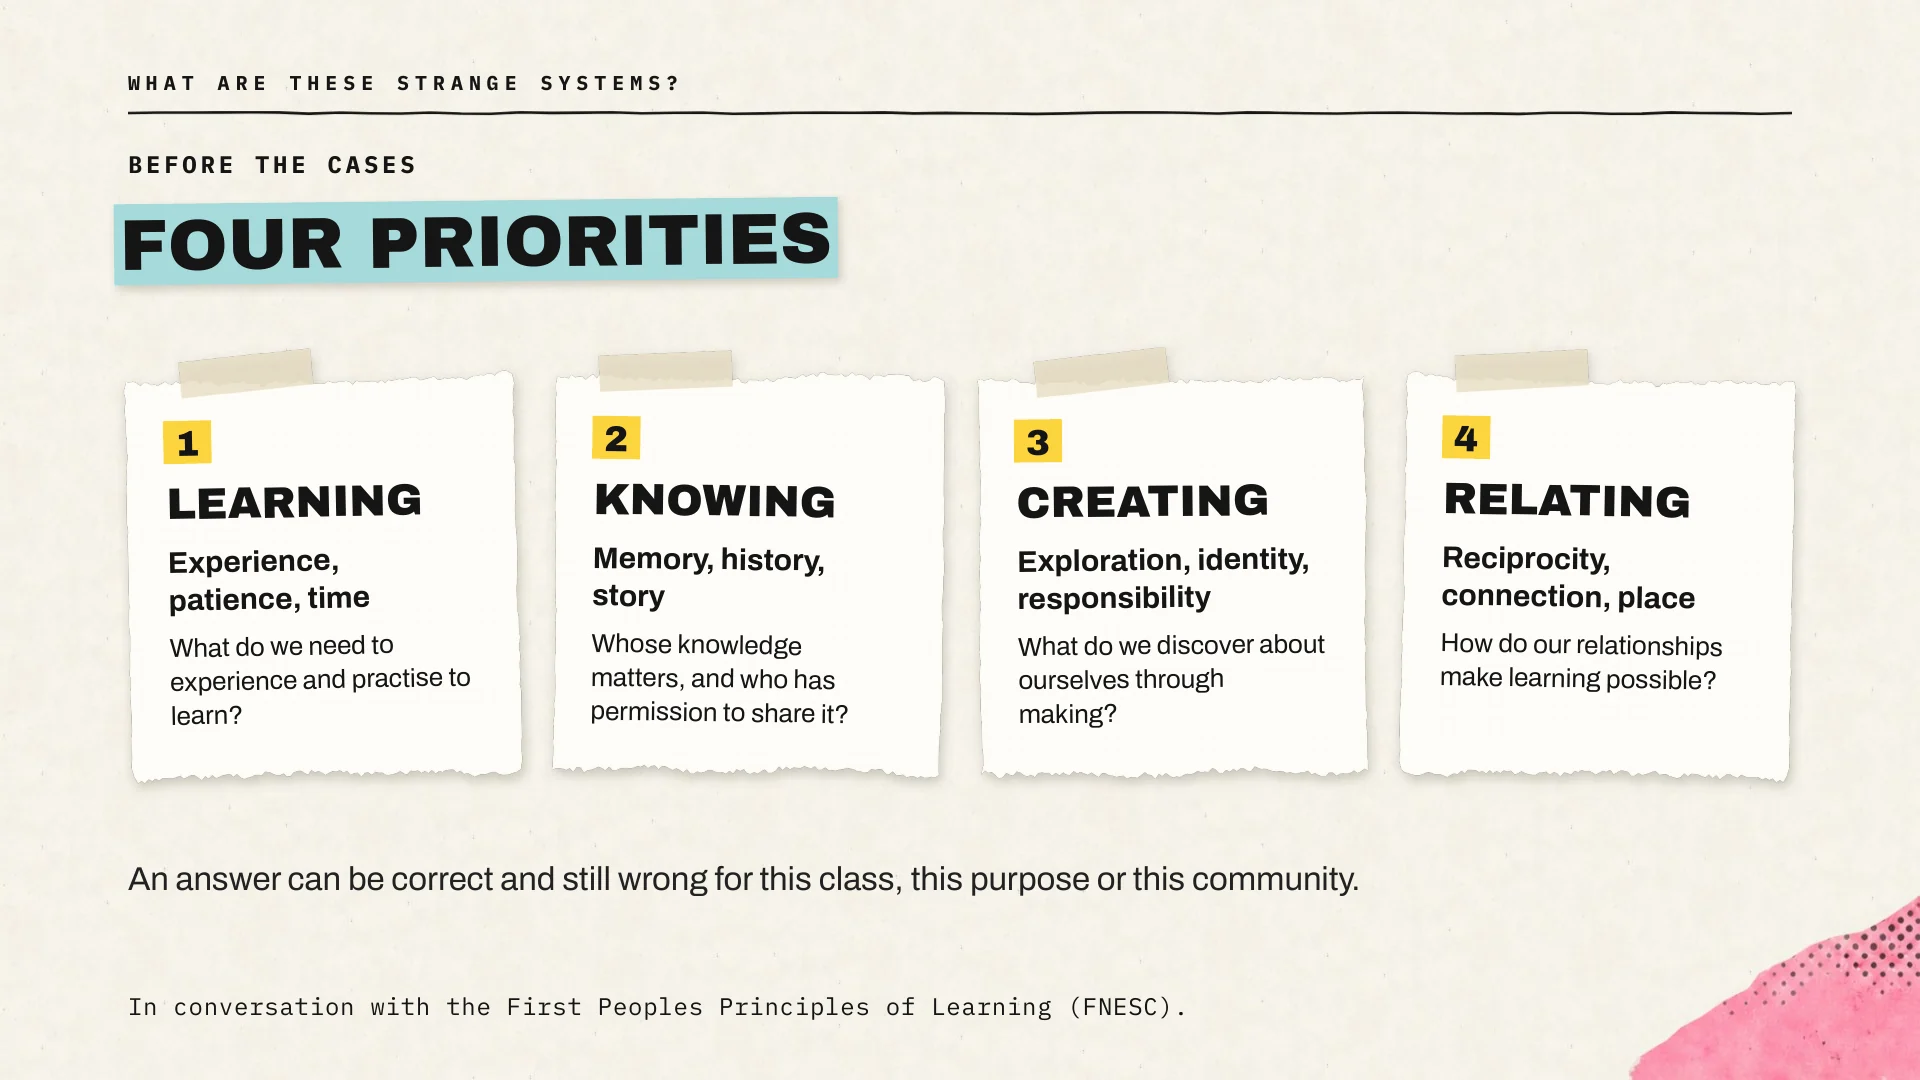 WHAT ARE THESE STRANGE SYSTEMS?
BEFORE THE CASES
FOUR PRIORITIES
1
LEARNING
Experience,
patience, time
What do we need to
experience and practise to
learn?
2
KNOWING
Memory, history,
story
Whose knowledge
matters, and who has
permission to share it?
3
CREATING
Exploration, identity,
responsibility
What do we discover about
ourselves through
making?
4
RELATING
Reciprocity,
connection, place
How do our relationships
make learning possible?
An answer can be correct and still wrong for this class, this purpose or this community.
In conversation with the First Peoples Principles of Learning (FNESC).